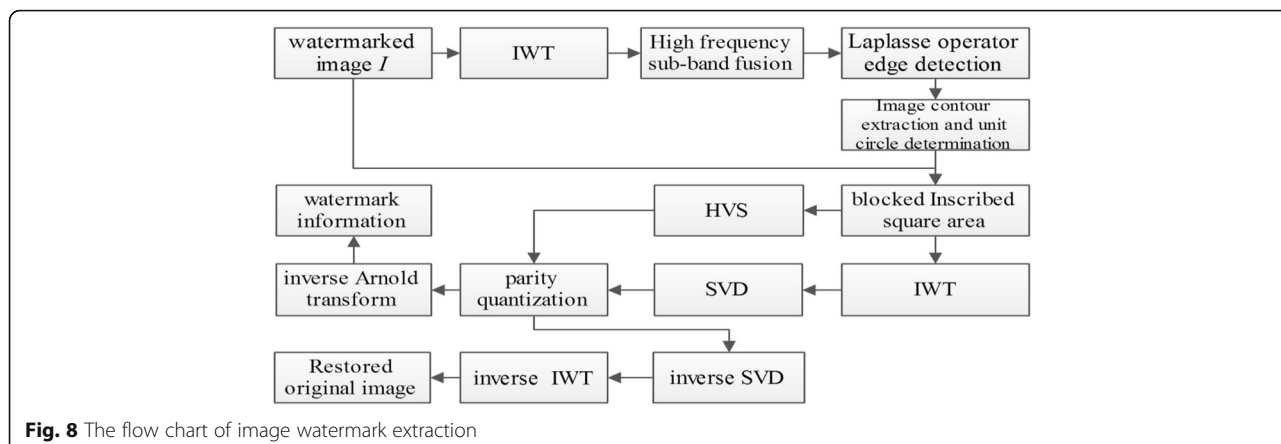 watermarked
image I
IWT
High frequency
sub-band fusion
Laplasse operator
edge detection
Image contour
extraction and unit
circle determination
watermark
information
HVS
blocked Inscribed
square area
inverse Arnold
transform
parity
quantization
SVD
IWT
Restored
original image
inverse IWT
inverse SVD
Fig. 8 The flow chart of image watermark extraction